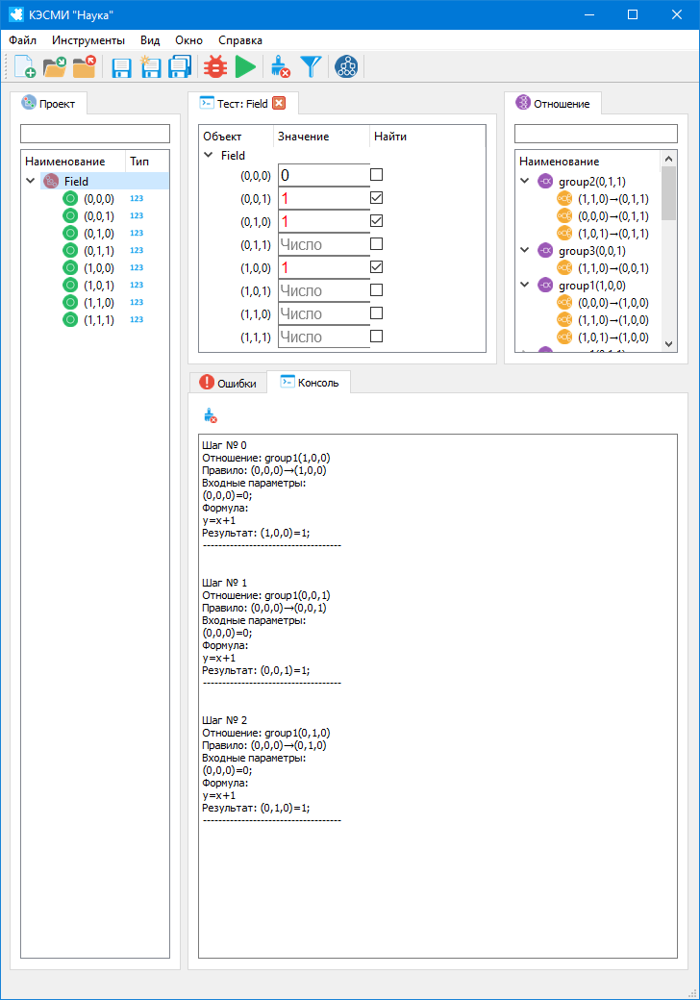 КЭСМИ "Наука"
Файл Инструменты Вид Окно Справка
Проект
Наименование Тип
Field
(0,0,0) 123
(0,0,1) 123
(0,1,0) 123
(0,1,1) 123
(1,0,0) 123
(1,0,1) 123
(1,1,0) 123
(1,1,1) 123
Тест: Field
Объект Значение Найти
Field
(0,0,0) 0
(0,0,1) 1
(0,1,0) 1
(0,1,1) Число
(1,0,0) 1
(1,0,1) Число
(1,1,0) Число
(1,1,1) Число
Отношение
Наименование
group2(0,1,1)
(1,1,0)→(0,1,1)
(0,0,0)→(0,1,1)
(1,0,1)→(0,1,1)
group3(0,0,1)
(1,1,0)→(0,0,1)
group1(1,0,0)
(0,0,0)→(1,0,0)
(1,1,0)→(1,0,0)
(1,0,1)→(1,0,0)
Ошибки Консоль
Шаг № 0
Отношение: group1(1,0,0)
Правило: (0,0,0)→(1,0,0)
Входные параметры:
(0,0,0)=0;
Формула:
y=x+1
Результат: (1,0,0)=1;
------------------------------------
Шаг № 1
Отношение: group1(0,0,1)
Правило: (0,0,0)→(0,0,1)
Входные параметры:
(0,0,0)=0;
Формула:
y=x+1
Результат: (0,0,1)=1;
------------------------------------
Шаг № 2
Отношение: group1(0,1,0)
Правило: (0,0,0)→(0,1,0)
Входные параметры:
(0,0,0)=0;
Формула:
y=x+1
Результат: (0,1,0)=1;
------------------------------------